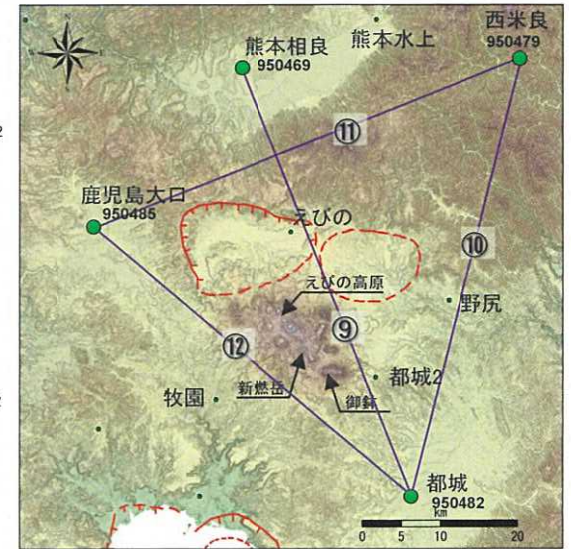 西米良
950479
熊本水上
熊本相良
950469
N
W
E
S
2
⑪
鹿児島大口
950485
えびの
⑩
えびの高原
野尻
⑨
⑫
都城2
牧園
新燃岳
御鉢
2
都城
950482
km
0 5 10 20